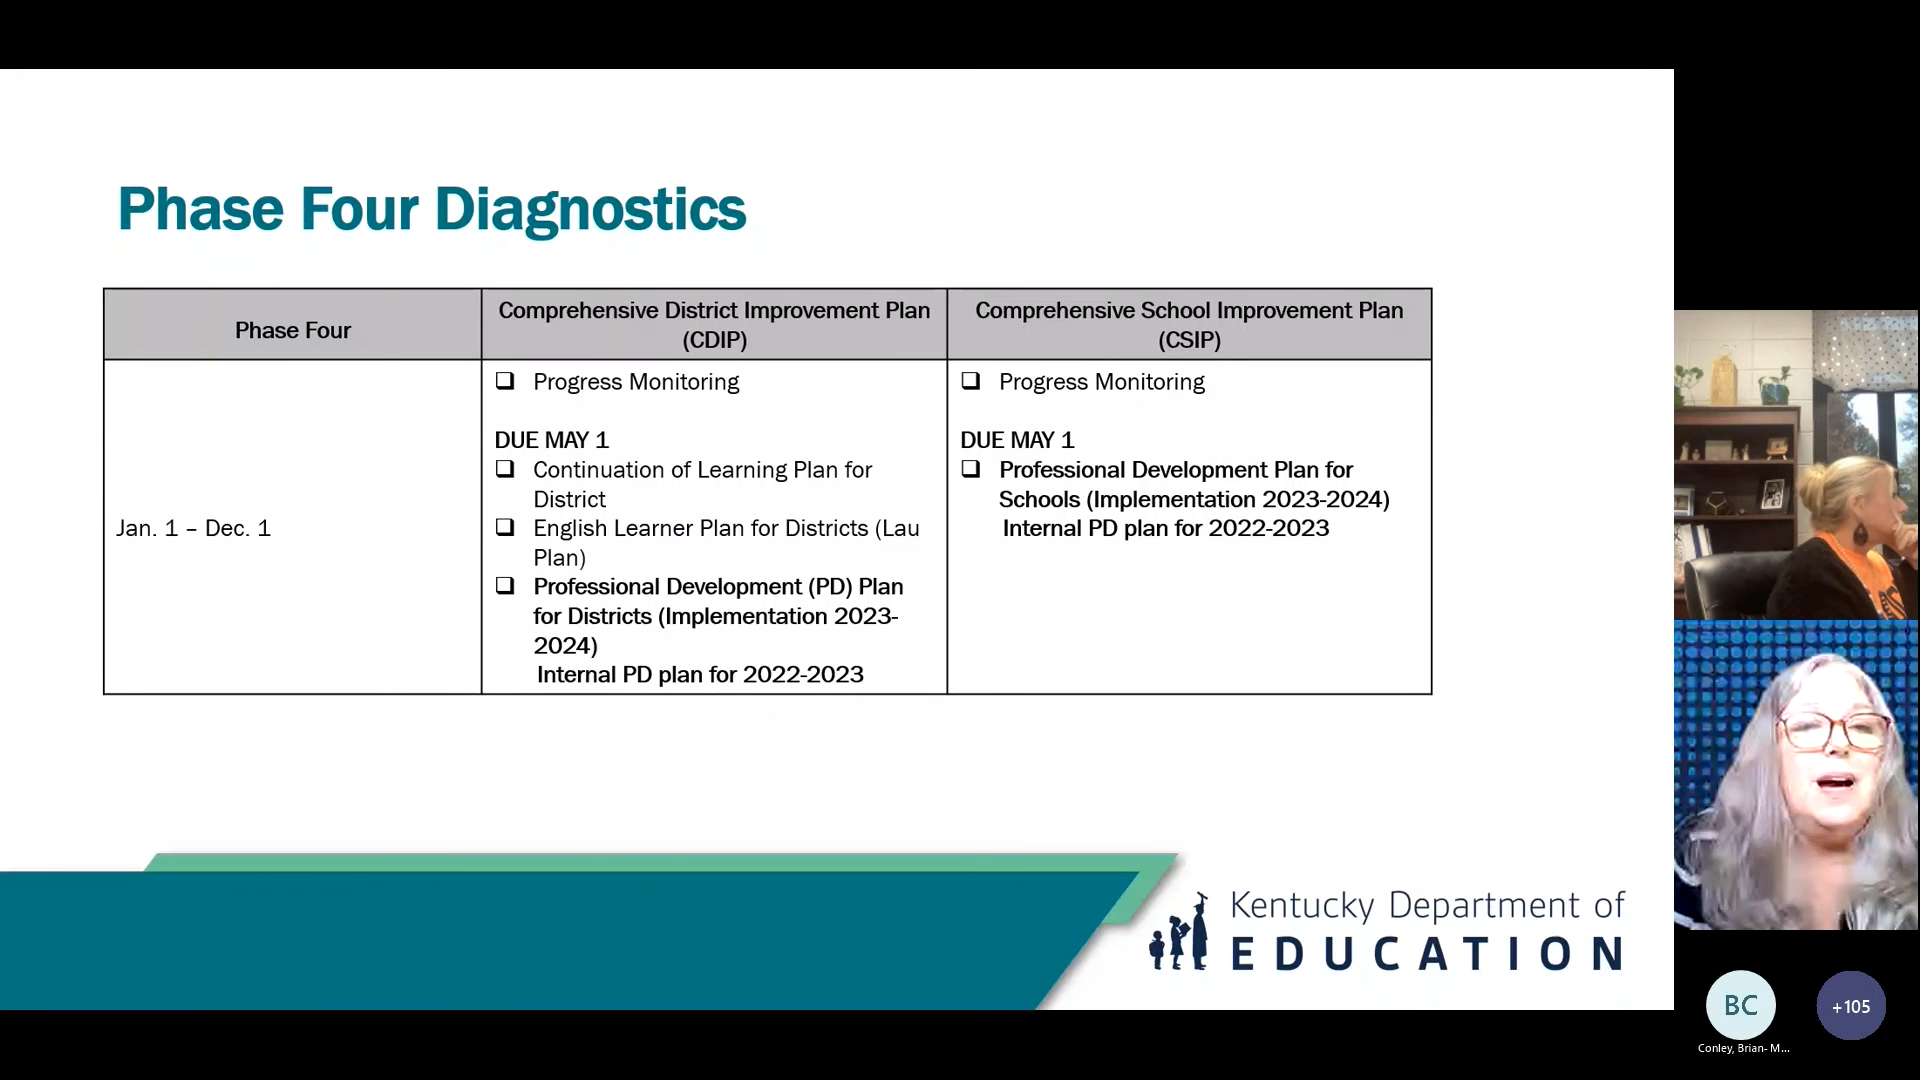 Phase Four Diagnostics
Phase Four
Comprehensive District Improvement Plan
(CDIP)
Comprehensive School Improvement Plan
(CSIP)
Jan. 1 – Dec. 1
❑ Progress Monitoring
DUE MAY 1
❑ Continuation of Learning Plan for
District
❑ English Learner Plan for Districts (Lau
Plan)
❑ Professional Development (PD) Plan
for Districts (Implementation 2023-
2024)
Internal PD plan for 2022-2023
❑ Progress Monitoring
DUE MAY 1
❑ Professional Development Plan for
Schools (Implementation 2023-2024)
Internal PD plan for 2022-2023
Kentucky Department of
EDUCATION
BC
Conley, Brian- M...
+105